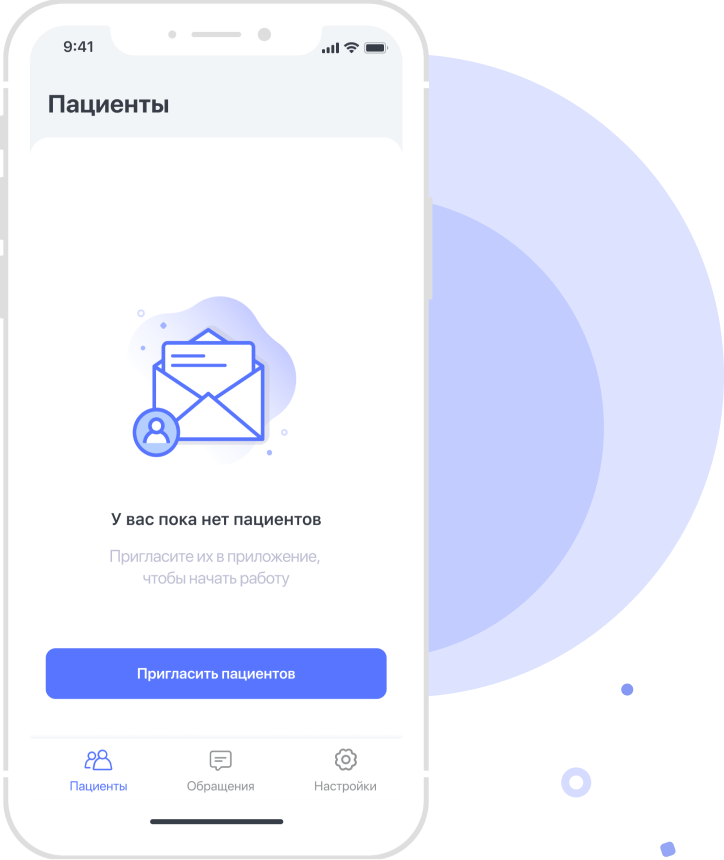 9:41
Пациенты
У вас пока нет пациентов
Пригласите их в приложение,
чтобы начать работу
Пригласить пациентов
Пациенты
Обращения
Настройки